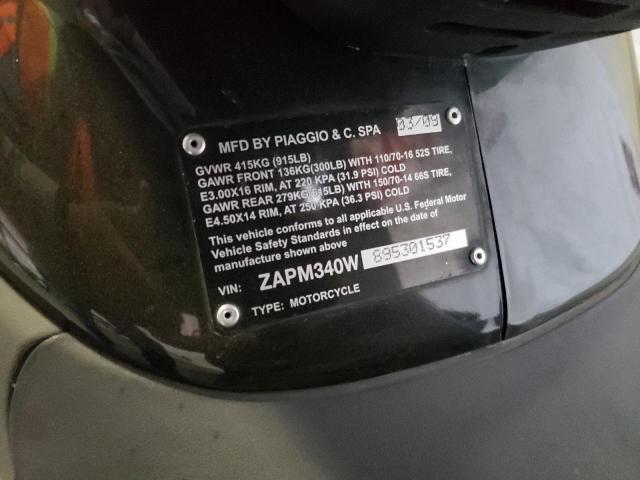 MFD BY PIAGGIO & C. SPA 03/09
GVWR 415KG (915LB)
GAWR FRONT 136KG(300LB) WITH 110/70-16 52S TIRE,
E3.00X16 RIM, AT 220 KPA (31.9 PSI) COLD
GAWR REAR 279KG(615LB) WITH 150/70-14 66S TIRE,
E4.50X14 RIM, AT 250 KPA (36.3 PSI) COLD
This vehicle conforms to all applicable U.S. Federal Motor
Vehicle Safety Standards in effect on the date of
manufacture shown above
VIN: ZAPM340W 895301537
TYPE: MOTORCYCLE